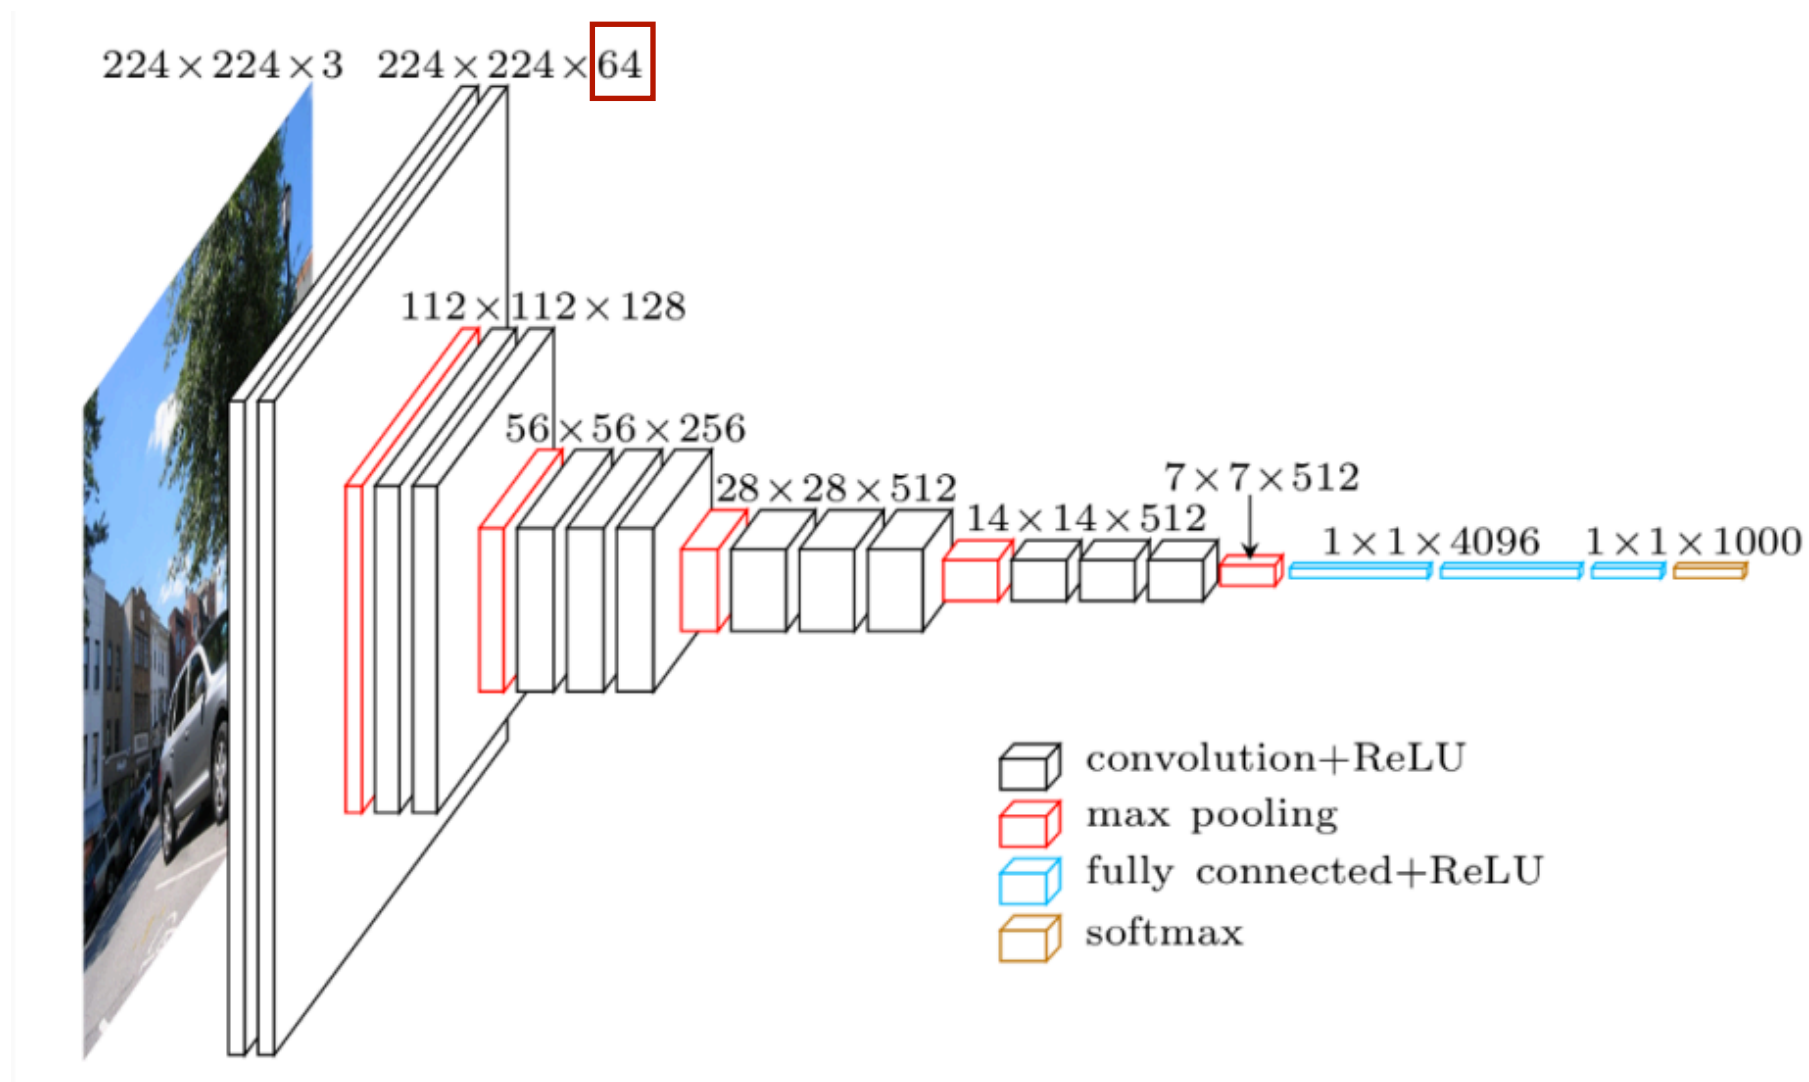 224×224×3
224×224×64
112×112×128
56×56×256
28×28×512
14×14×512
7×7×512
1×1×4096
1×1×1000
convolution+ReLU
max pooling
fully connected+ReLU
softmax